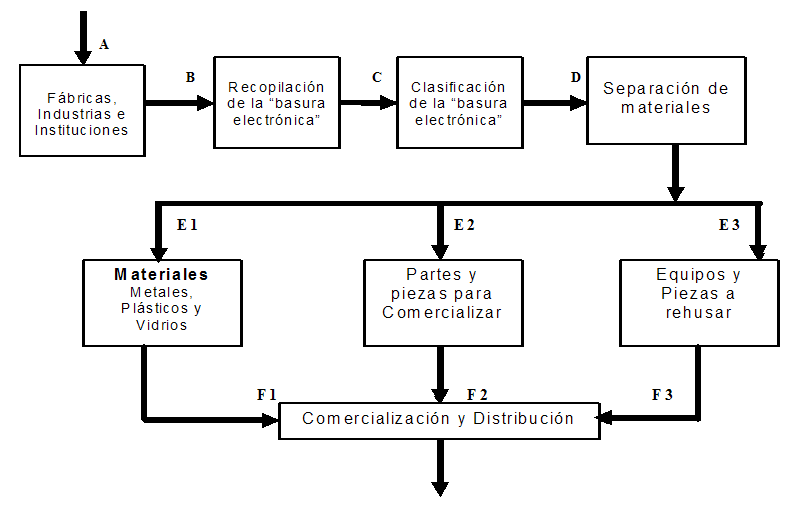 A
B
C
D
Fábricas,
Industrias e
Instituciones
Recopilación
de la “basura
electrónica”
Clasificación
de la “basura
electrónica”
Separación de
materiales
E 1
E 2
E 3
Materiales
Metales,
Plásticos y
Vidrios
Partes y
piezas para
Comercializar
Equipos y
Piezas a
rehusar
F 1
F 2
F 3
Comercialización y Distribución